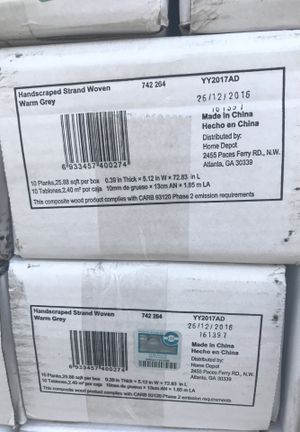 Handscraped Strand Woven 742 264 YY2017AD
Warm Grey 26/12/2016
161397
Made in China
Hecho en China
Distributed by:
Home Depot
2455 Paces Ferry RD., N.W.
Atlanta, GA 30339
6 933457 400274
10 Planks,25.88 sqft per box 0.39 in Thick × 5.12 in W × 72.83 in L
10 Tablones, 2.40 m² por caja 10mm de grueso × 13cm AN × 1.85 m LA
This composite wood product complies with CARB 93120 Phase 2 emission requirements
Handscraped Strand Woven 742 264 YY2017AD
Warm Grey 26/12/2016
161397
Made in China
Hecho en China
Distributed by:
Home Depot
2455 Paces Ferry RD., N.W.
Atlanta, GA 30339
6 933457 400274
10 Planks,25.88 sqft per box 0.39 in Thick × 5.12 in W × 72.83 in L
10 Tablones, 2.40 m² por caja 10mm de grueso × 13cm AN × 1.85 m LA
This composite wood product complies with CARB 93120 Phase 2 emission requirements